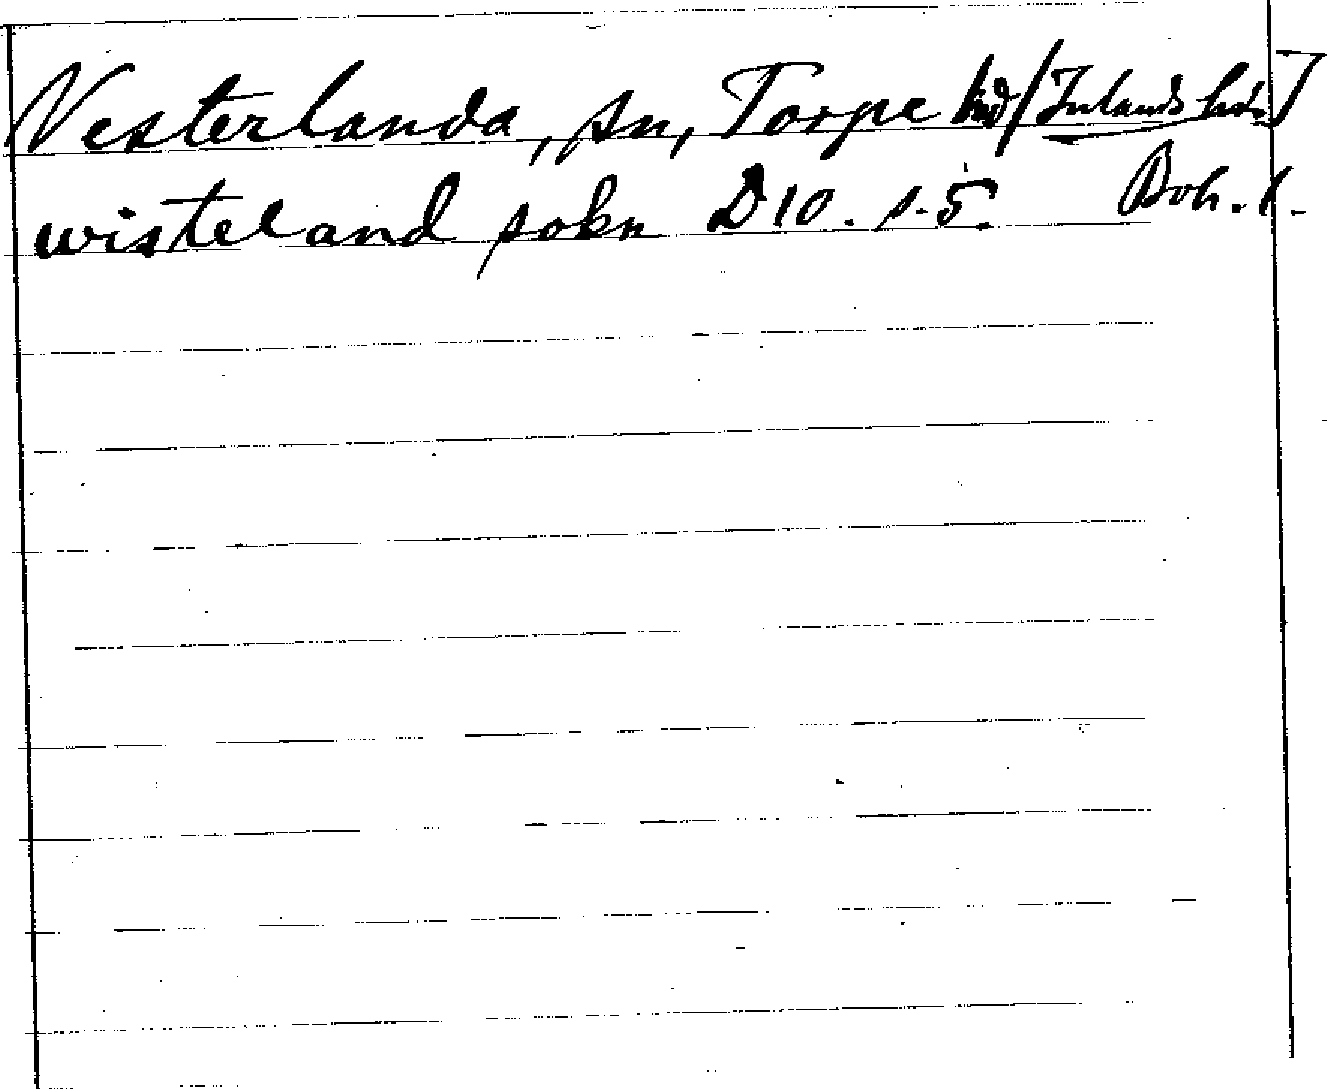 Vesterlanda, sn, Torpe hd [Inlands hd.]
wisteland sokn D10. s. 5. Boh. l.